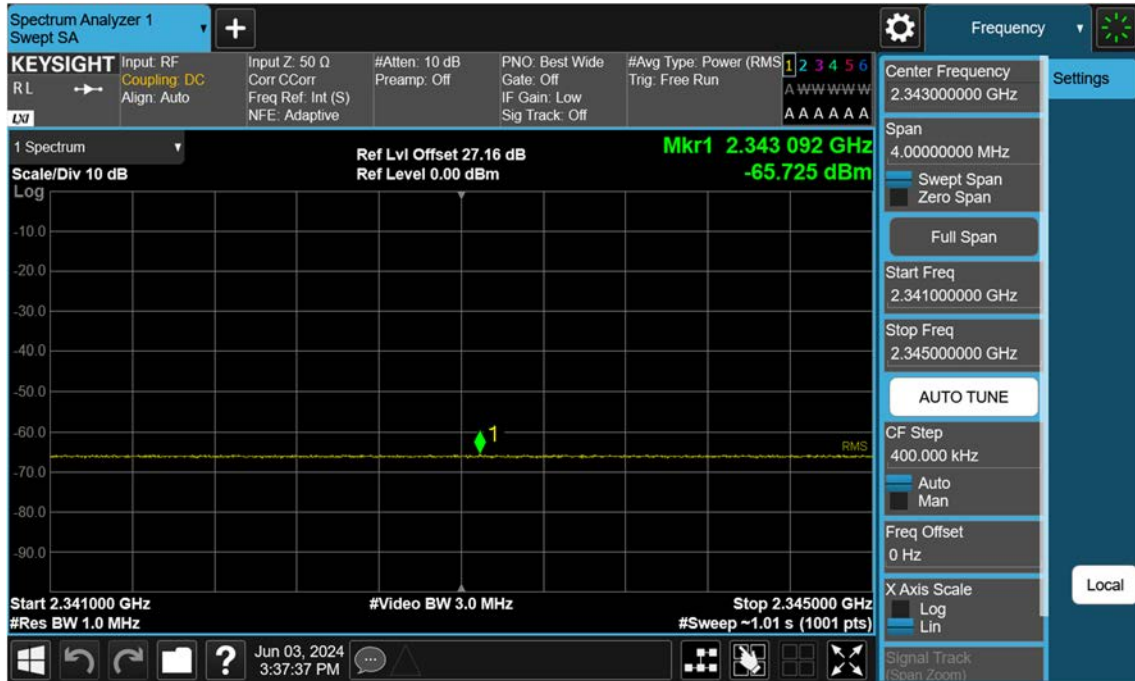 Spectrum Analyzer 1
Swept SA
+
Frequency
KEYSIGHT
R L
LXI
Input: RF
Coupling: DC
Align: Auto
Input Z: 50 Ω
Corr CCorr
Freq Ref: Int (S)
NFE: Adaptive
#Atten: 10 dB
Preamp: Off
PNO: Best Wide
Gate: Off
IF Gain: Low
Sig Track: Off
#Avg Type: Power (RMS
Trig: Free Run
1 2 3 4 5 6
A W W W W W
A A A A A A
1 Spectrum
Scale/Div 10 dB
Ref Lvl Offset 27.16 dB
Ref Level 0.00 dBm
Mkr1 2.343 092 GHz
-65.725 dBm
Log
-10.0
-20.0
-30.0
-40.0
-50.0
-60.0
-70.0
-80.0
-90.0
1
RMS
Start 2.341000 GHz
#Res BW 1.0 MHz
#Video BW 3.0 MHz
Stop 2.345000 GHz
#Sweep ~1.01 s (1001 pts)
Center Frequency
2.343000000 GHz
Settings
Span
4.00000000 MHz
Swept Span
Zero Span
Full Span
Start Freq
2.341000000 GHz
Stop Freq
2.345000000 GHz
AUTO TUNE
CF Step
400.000 kHz
Auto
Man
Freq Offset
0 Hz
X Axis Scale
Log
Lin
Local
Signal Track
(Span Zoom)
?
Jun 03, 2024
3:37:37 PM